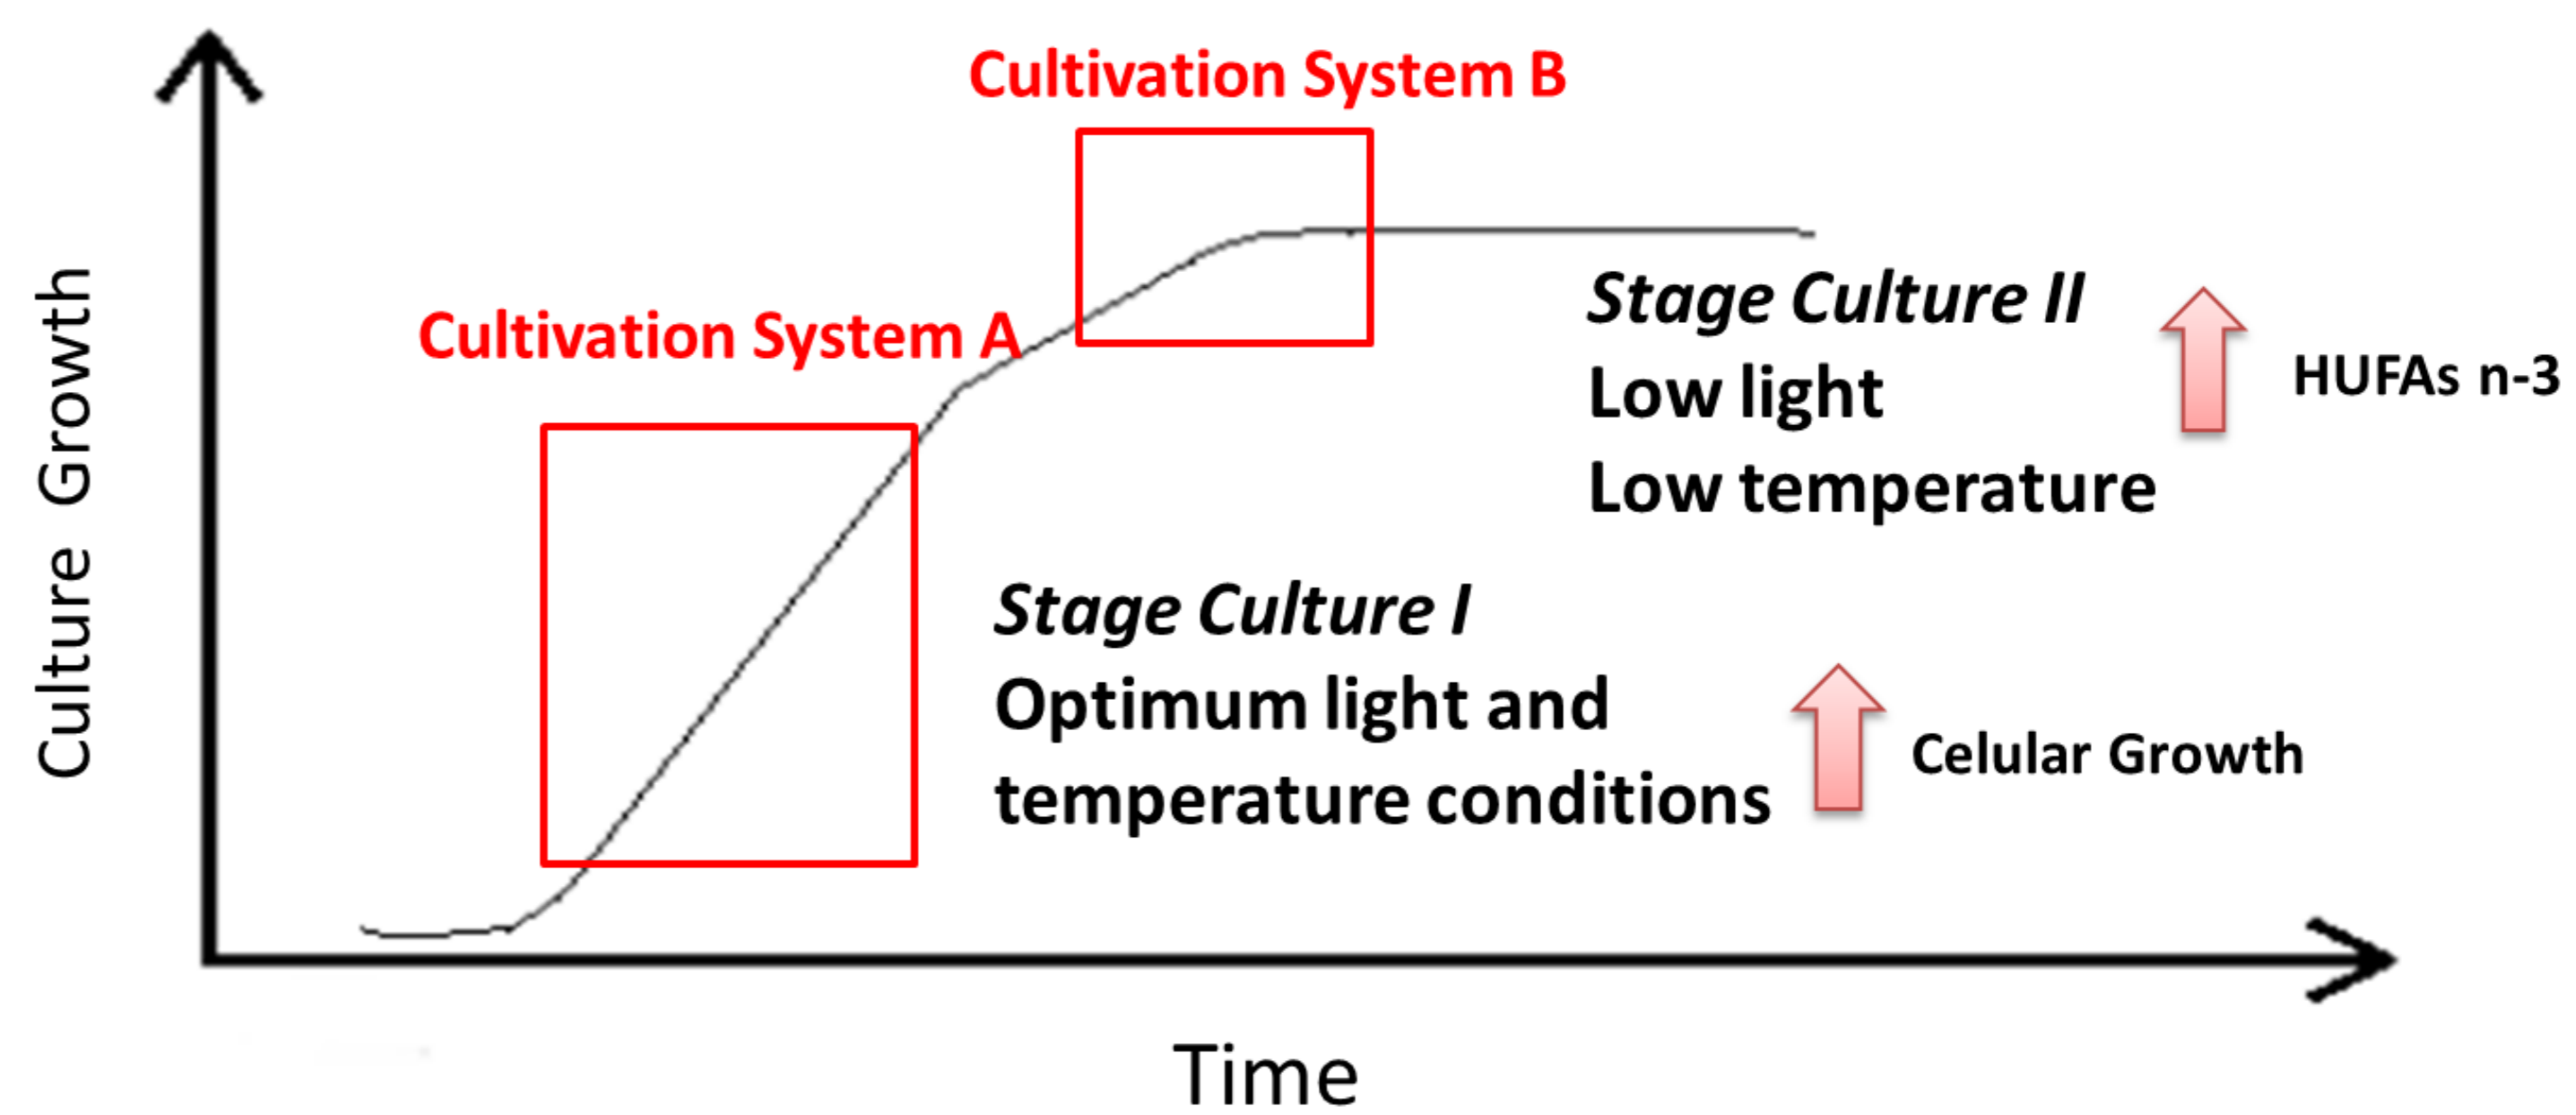 Cultivation System B
Cultivation System A
Culture Growth
Stage Culture II
Low light
Low temperature
HUFAs n-3
Stage Culture I
Optimum light and
temperature conditions
Celular Growth
Time